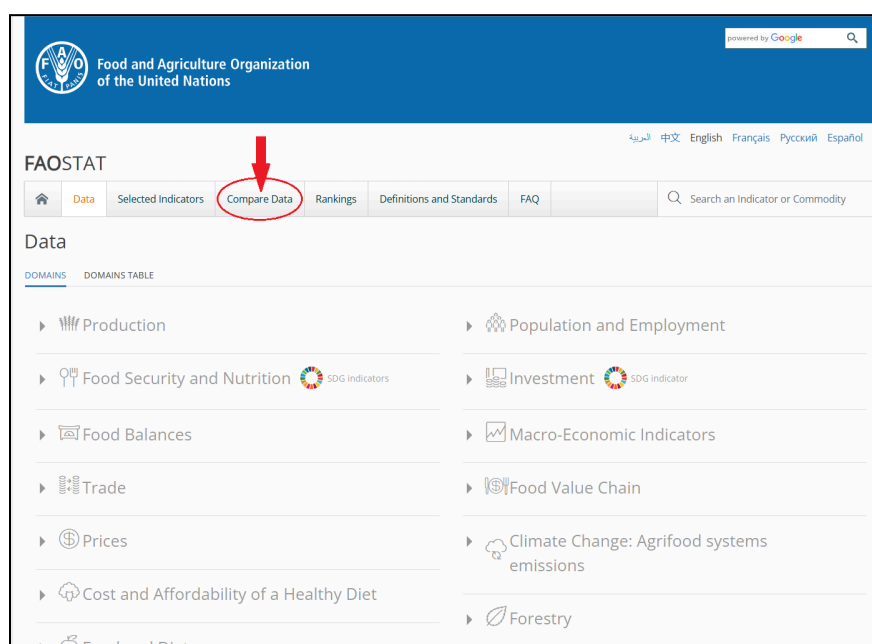 powered by Google
FAO
FIAT PANIS
Food and Agriculture Organization
of the United Nations
العربية 中文 English Français Русский Español
FAOSTAT
Data Selected Indicators Compare Data Rankings Definitions and Standards FAQ Search an Indicator or Commodity
Data
DOMAINS DOMAINS TABLE
Production
Population and Employment
Food Security and Nutrition SDG indicators
Investment SDG indicator
Food Balances
Macro-Economic Indicators
Trade
Food Value Chain
Prices
Climate Change: Agrifood systems
emissions
Cost and Affordability of a Healthy Diet
Forestry